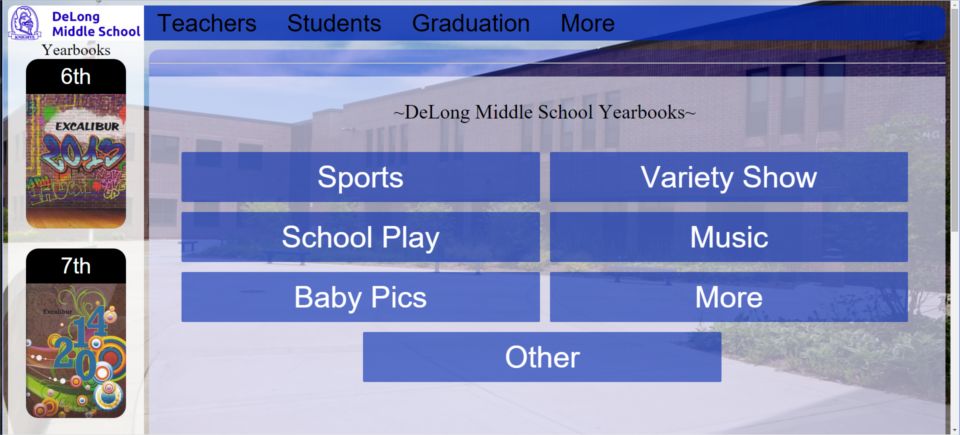 DeLong
Middle School
KNIGHTS
Teachers Students Graduation More
Yearbooks
6th
EXCALIBUR
2013
7th
Excalibur
2014
~DeLong Middle School Yearbooks~
Sports Variety Show
School Play Music
Baby Pics More
Other